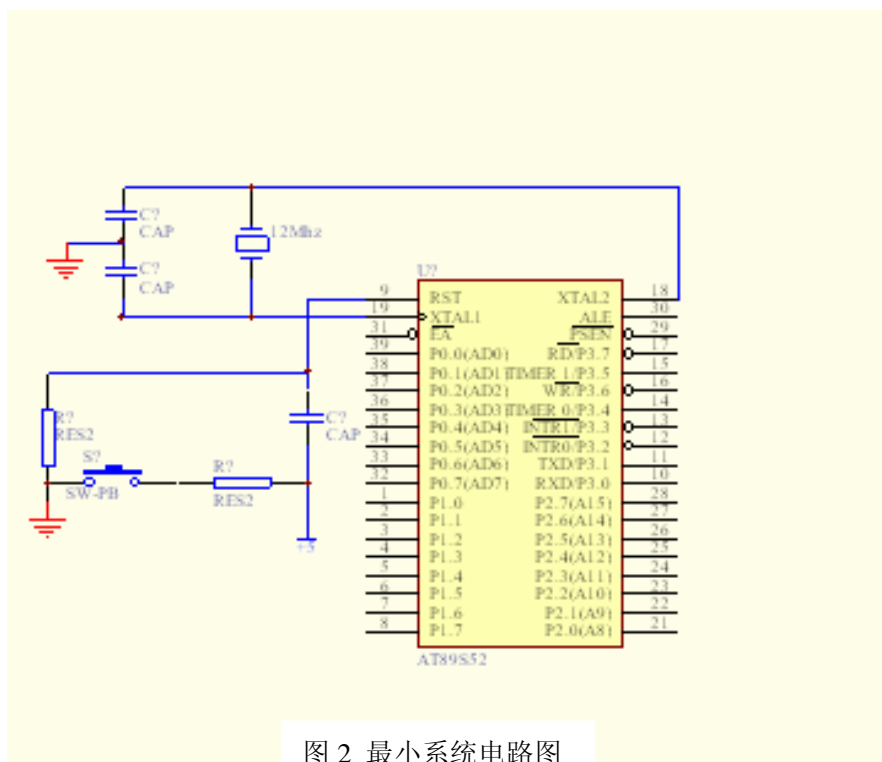 C?
CAP
12Mhz
C?
CAP
U?
9 RST XTAL2 18
19 XTAL1 ALE 30
31 EA PSEN 29
39 P0.0(AD0) RD/P3.7 17
38 P0.1(AD1) TIMER 1/P3.5 15
37 P0.2(AD2) WR/P3.6 16
36 P0.3(AD3) TIMER 0/P3.4 14
35 P0.4(AD4) INTR1/P3.3 13
34 P0.5(AD5) INTR0/P3.2 12
33 P0.6(AD6) TXD/P3.1 11
32 P0.7(AD7) RXD/P3.0 10
1 P1.0 P2.7(A15) 28
2 P1.1 P2.6(A14) 27
3 P1.2 P2.5(A13) 26
4 P1.3 P2.4(A12) 25
5 P1.4 P2.3(A11) 24
6 P1.5 P2.2(A10) 23
7 P1.6 P2.1(A9) 22
8 P1.7 P2.0(A8) 21
AT89S52
R?
RES2
C?
CAP
S?
SW-PB
R?
RES2
+5
图 2 最小系统电路图